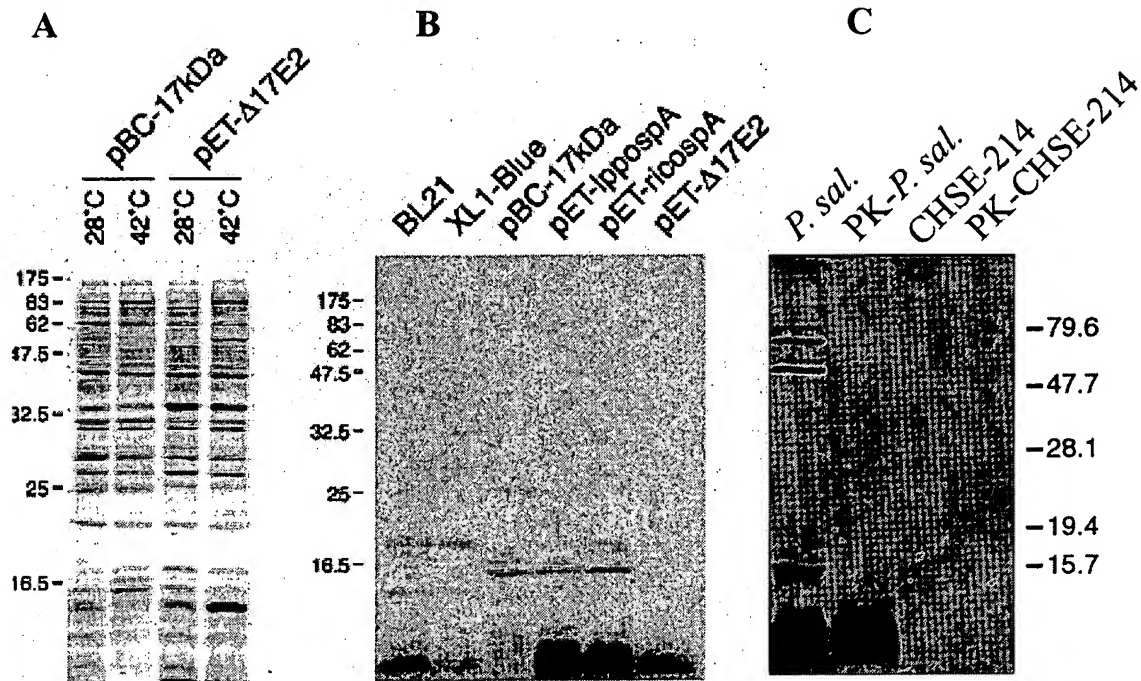 A
pBC-17kDa
pET-Δ17E2
28°C
42°C
28°C
42°C
175
83
62
47.5
32.5
25
16.5
B
BL21
XL1-Blue
pBC-17kDa
pET-lppospA
pET-ricospA
pET-Δ17E2
175
83
62
47.5
32.5
25
16.5
C
P. sal.
PK-P. sal.
CHSE-214
PK-CHSE-214
79.6
47.7
28.1
19.4
15.7